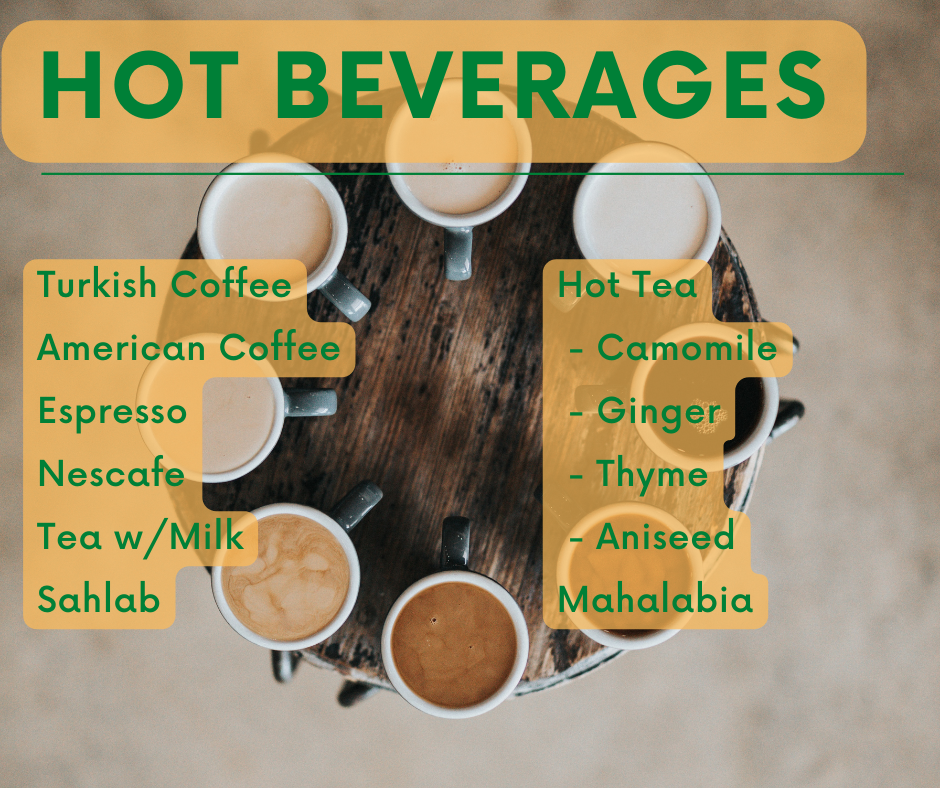 HOT BEVERAGES
Turkish Coffee
American Coffee
Espresso
Nescafe
Tea w/Milk
Sahlab
Hot Tea
- Camomile
- Ginger
- Thyme
- Aniseed
Mahalabia